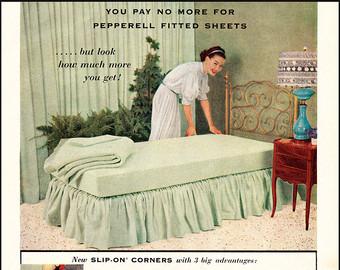 YOU PAY NO MORE FOR
PEPPERELL FITTED SHEETS
.....but look
how much more
you get!
New SLIP-ON' CORNERS with 3 big advantages: